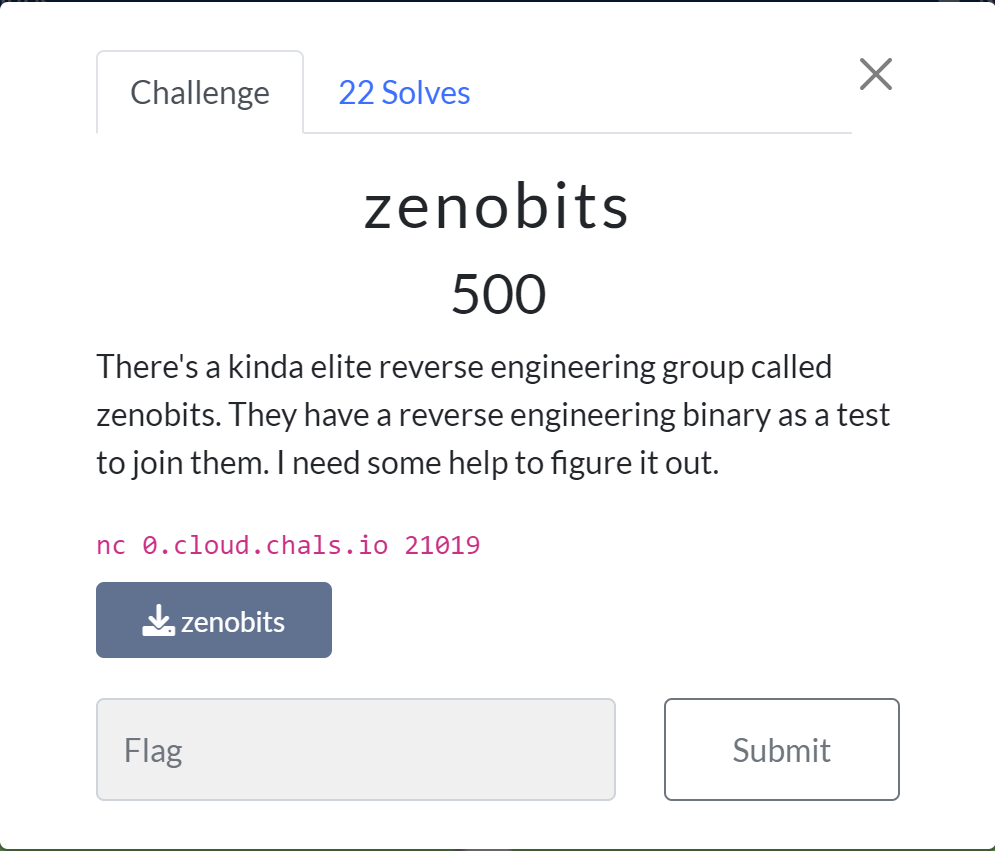 Challenge
22 Solves
zenobits
500
There's a kinda elite reverse engineering group called
zenobits. They have a reverse engineering binary as a test
to join them. I need some help to figure it out.
nc 0.cloud.chals.io 21019
zenobits
Flag
Submit